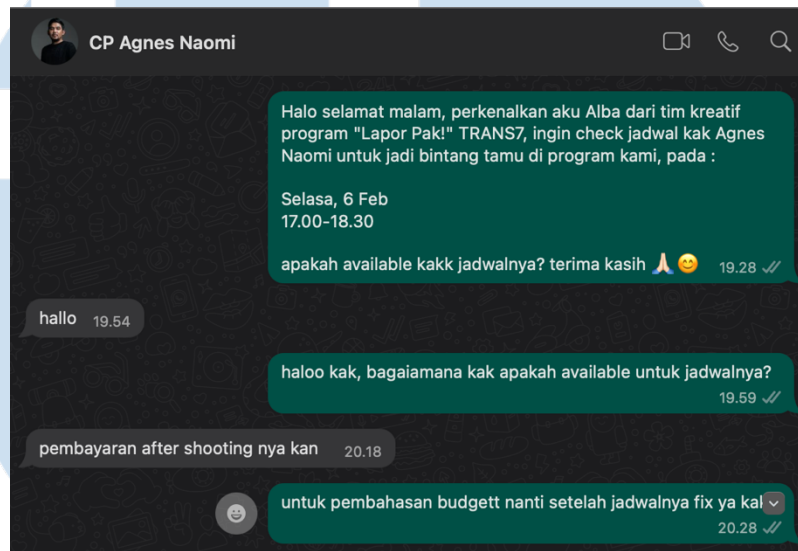 CP Agnes Naomi
Halo selamat malam, perkenalkan aku Alba dari tim kreatif
program "Lapor Pak!" TRANS7, ingin check jadwal kak Agnes
Naomi untuk jadi bintang tamu di program kami, pada :
Selasa, 6 Feb
17.00-18.30
apakah available kakk jadwalnya? terima kasih 🙏🏻😊 19.28
hallo 19.54
haloo kak, bagaiamana kak apakah available untuk jadwalnya?
19.59
pembayaran after shooting nya kan 20.18
untuk pembahasan budgett nanti setelah jadwalnya fix ya
20.28